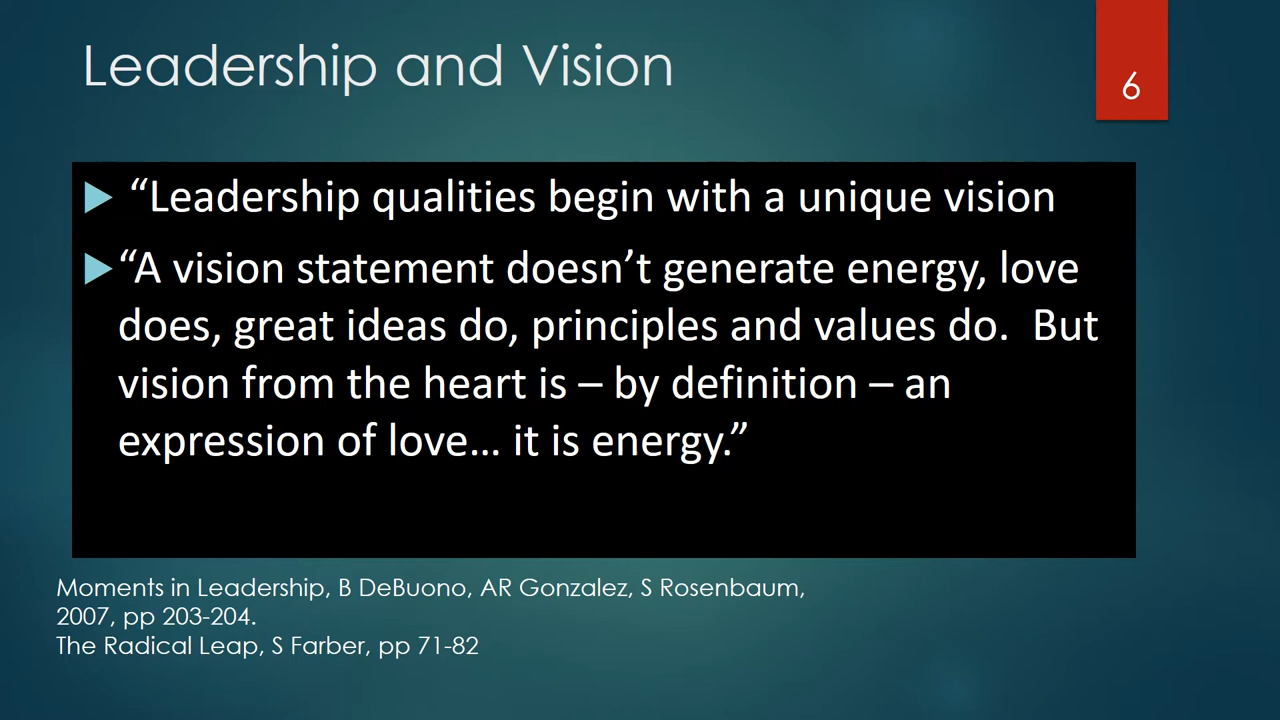 Leadership and Vision
6
“Leadership qualities begin with a unique vision
“A vision statement doesn’t generate energy, love
does, great ideas do, principles and values do.  But
vision from the heart is – by definition – an
expression of love… it is energy.”
Moments in Leadership, B DeBuono, AR Gonzalez, S Rosenbaum,
2007, pp 203-204.
The Radical Leap, S Farber, pp 71-82